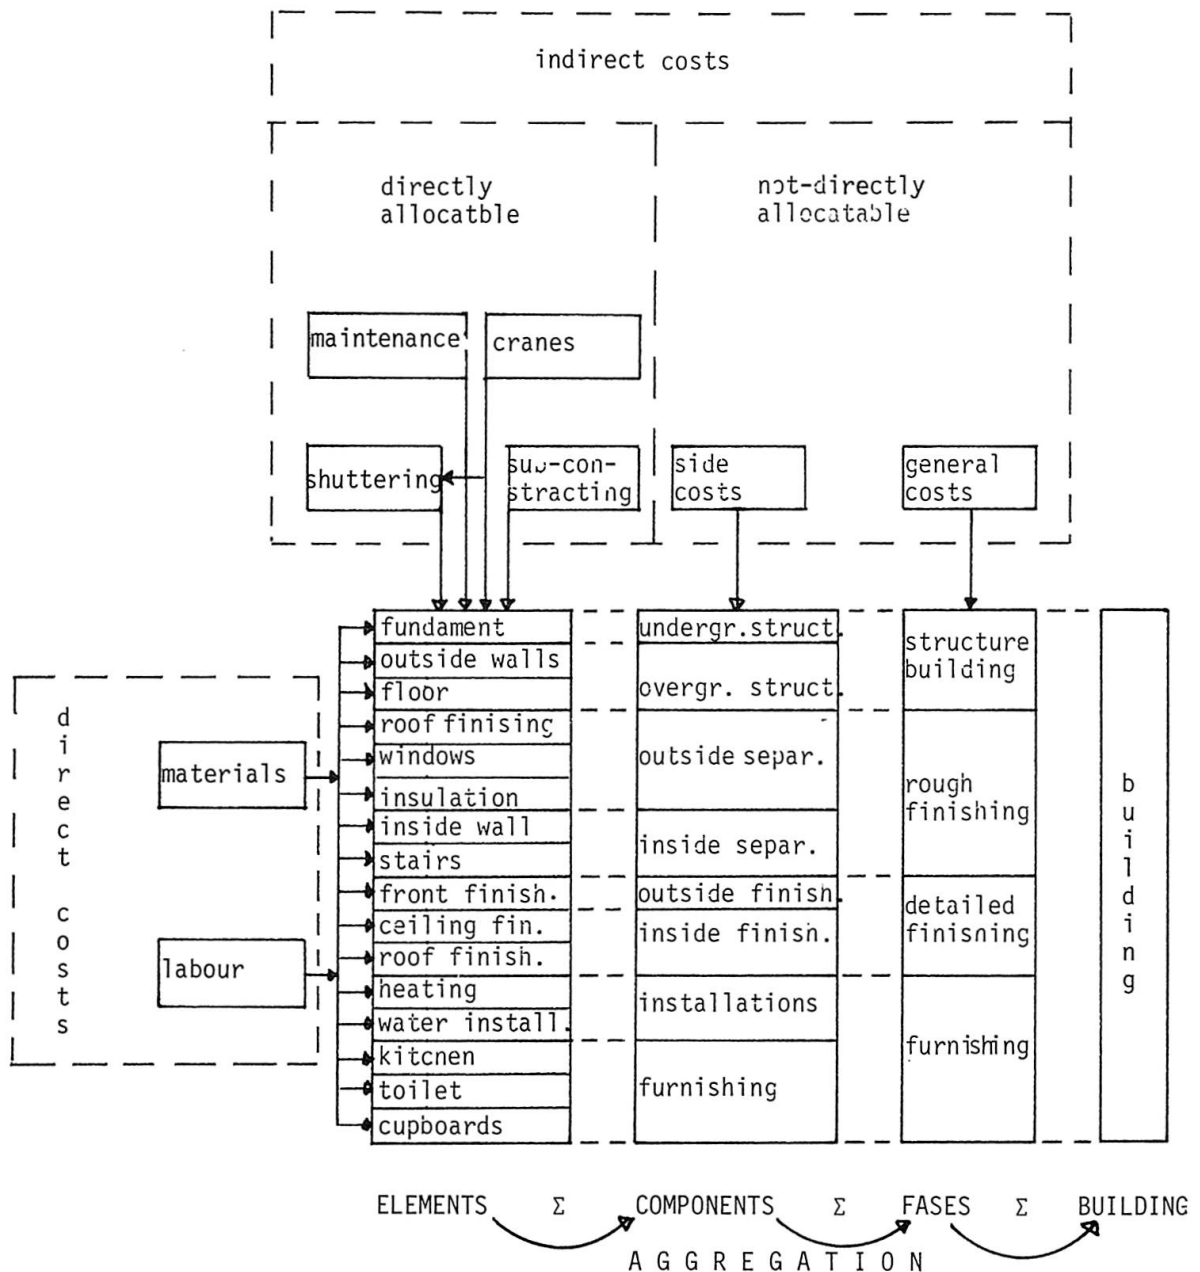 indirect costs
directly
allocatble
not-directly
allocatable
maintenance
cranes
shuttering
sub-con-
stracting
side
costs
general
costs
direct costs
materials
labour
fundament
outside walls
floor
roof finising
windows
insulation
inside wall
stairs
front finish.
ceiling fin.
roof finish.
heating
water install.
kitcnen
toilet
cupboards
undergr.struct.
overgr. struct.
outside separ.
inside separ.
outside finish.
inside finish.
installations
furnishing
structure
building
rough
finishing
detailed
finisning
furnishing
building
ELEMENTS Σ COMPONENTS Σ FASES Σ BUILDING
AGGREGATION